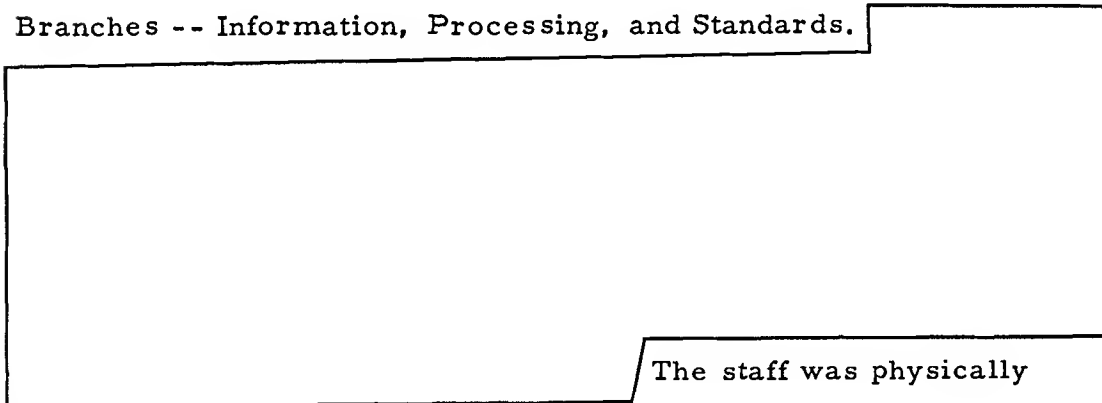 Branches -- Information, Processing, and Standards.
The staff was physically